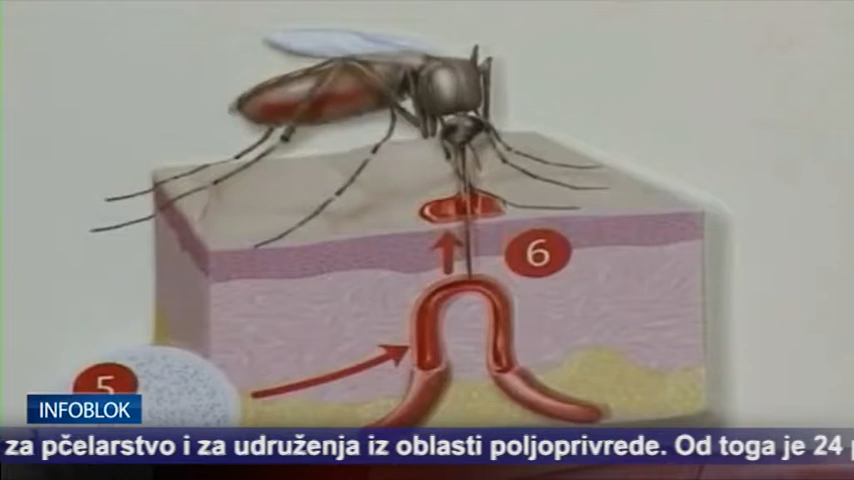 6
5
INFOBLOK
za pčelarstvo i za udruženja iz oblasti poljoprivrede. Od toga je 24